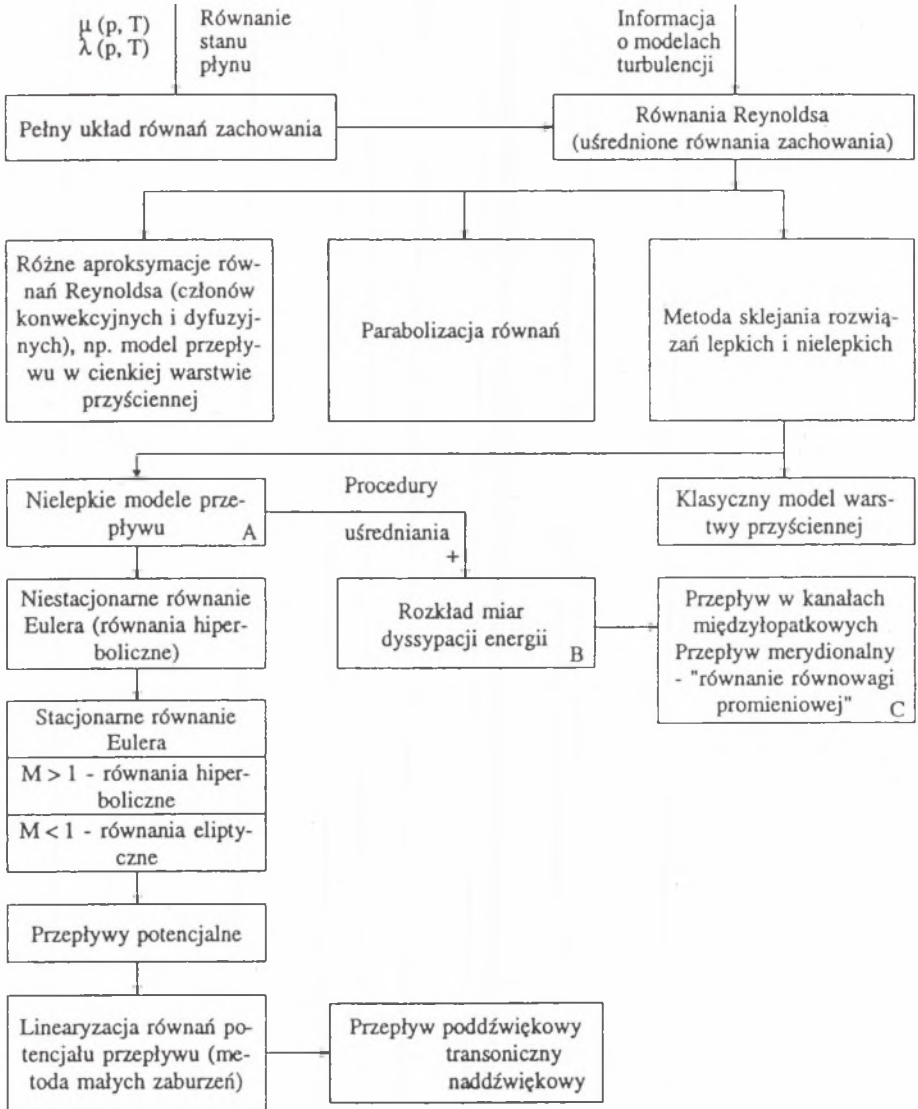 μ (p, T)
λ (p, T)
Równanie
stanu
płynu
Informacja
o modelach
turbulencji
Pełny układ równań zachowania
Równania Reynoldsa
(uśrednione równania zachowania)
Różne aproksymacje rów-
nań Reynoldsa (członów
konwekcyjnych i dyfuzyj-
nych), np. model przepły-
wu w cienkiej warstwie
przyściennej
Parabolizacja równań
Metoda sklejania rozwią-
zań lepkich i nielepkich
Nielepkie modele prze-
pływu
A
Procedury
uśredniania
+
Klasyczny model wars-
twy przyściennej
Niestacjonarne równanie
Eulera (równania hiper-
boliczne)
Rozkład miar
dyssypacji energii
B
Przepływ w kanałach
międzyłopatkowych
Przepływ merydionalny
- "równanie równowagi
promieniowej"
C
Stacjonarne równanie
Eulera
M > 1 - równania hiper-
boliczne
M < 1 - równania elipty-
czne
Przepływy potencjalne
Linearyzacja równań po-
tencjału przepływu (me-
toda małych zaburzeń)
Przepływ poddźwiękowy
transoniczny
naddźwiękowy